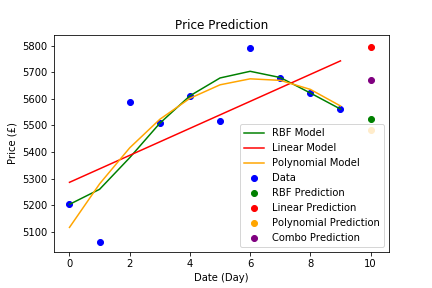 Price Prediction
5800
5700
5600
5500
5400
5300
5200
5100
Price (£)
RBF Model
Linear Model
Polynomial Model
Data
RBF Prediction
Linear Prediction
Polynomial Prediction
Combo Prediction
0 2 4 6 8 10
Date (Day)